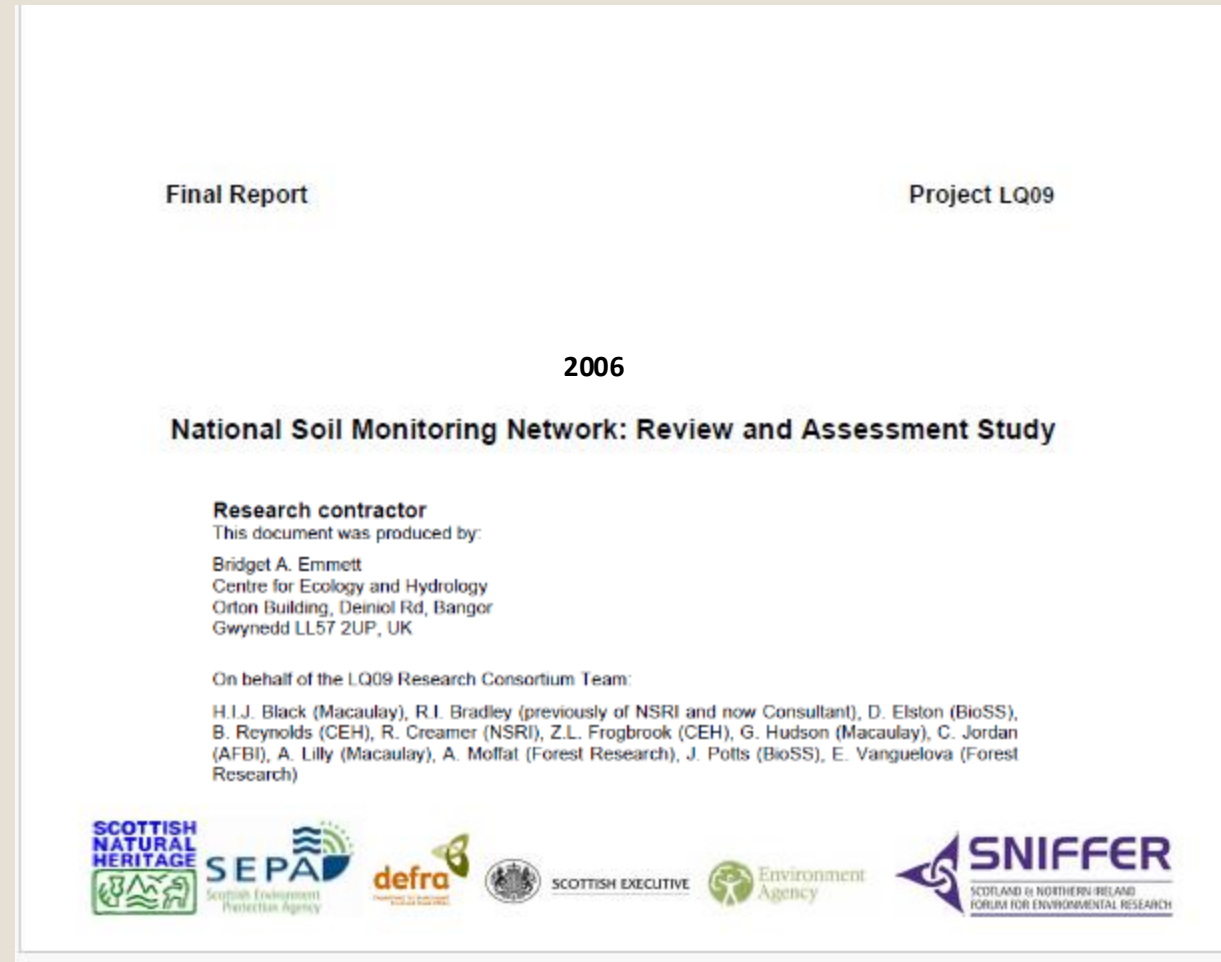 Final Report
Project LQ09
2006
National Soil Monitoring Network: Review and Assessment Study
Research contractor
This document was produced by:
Bridget A. Emmett
Centre for Ecology and Hydrology
Orton Building, Deiniol Rd, Bangor
Gwynedd LL57 2UP, UK
On behalf of the LQ09 Research Consortium Team:
H.I.J. Black (Macaulay), R.I. Bradley (previously of NSRI and now Consultant), D. Elston (BioSS),
B. Reynolds (CEH), R. Creamer (NSRI), Z.L. Frogbrook (CEH), G. Hudson (Macaulay), C. Jordan
(AFBI), A. Lilly (Macaulay), A. Moffat (Forest Research), J. Potts (BioSS), E. Vanguelova (Forest
Research)
SCOTTISH
NATURAL
HERITAGE
SEPA
Scottish Environment
Protection Agency
defra
SCOTTISH EXECUTIVE
Environment
Agency
SNIFFER
SCOTLAND & NORTHERN IRELAND
FORUM FOR ENVIRONMENTAL RESEARCH